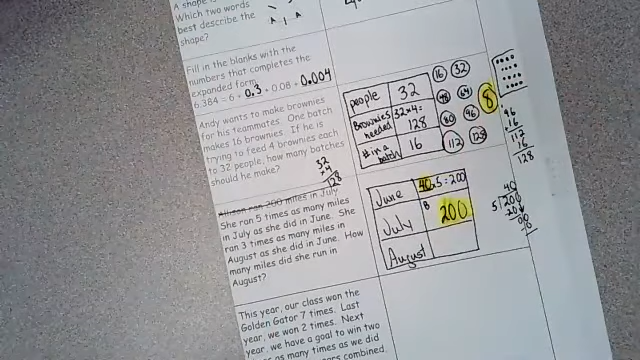 A shape
Which two words
best describe the
shape?
A I A
Fill in the blanks with the
numbers that completes the
expanded form.
6.384 = 6 + 0.3 + 0.08 + 0.004
Andy wants to make brownies
for his teammates. One batch
makes 16 brownies. If he is
trying to feed 4 brownies each
to 32 people, how many batches
should he make?
32
×4
128
people 32
Brownies needed 32×4= 128
# in a batch 16
16 32
48 64
80 96
112 128
8
96
16
112
16
128
Allison ran 200 miles in July
She ran 5 times as many miles
in July as she did in June. She
ran 3 times as many miles in
August as she did in June. How
many miles did she run in
August?
June 40×5=200
July 8 200
August
40
5 200
20
00
This year, our class won the
Golden Gator 7 times. Last
year, we won 2 times. Next
year, we have a goal to win two
as many times as we did
combined.